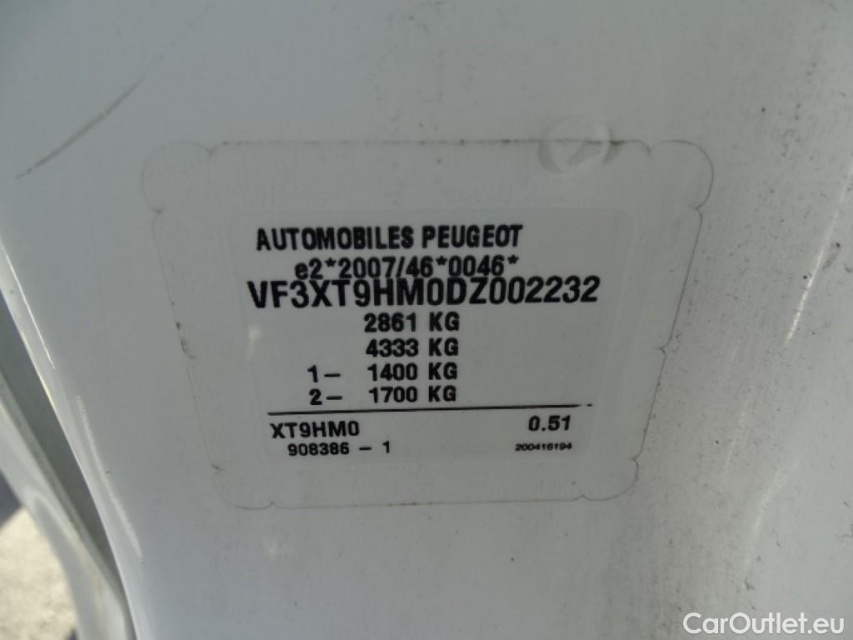 AUTOMOBILES PEUGEOT
e2*2007/46*0046*
VF3XT9HM0DZ002232
2861 KG
4333 KG
1- 1400 KG
2- 1700 KG
XT9HM0 0.51
908386 - 1 200416194
CarOutlet.eu